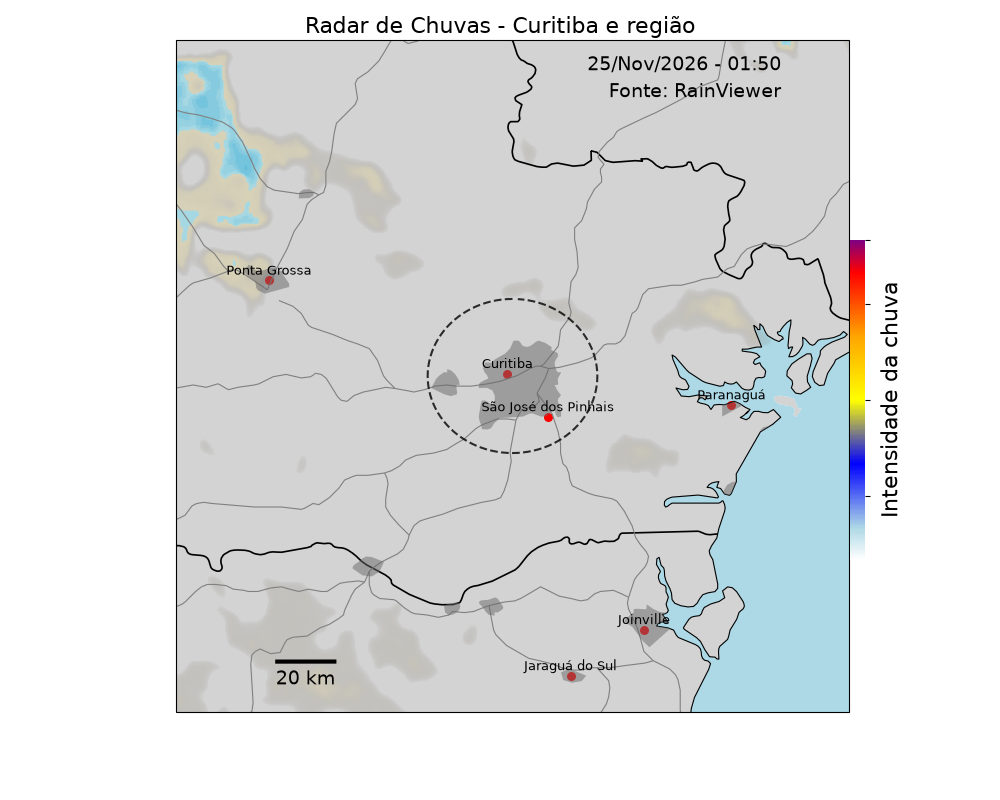 Radar de Chuvas - Curitiba e região
25/Nov/2026 - 01:50
Fonte: RainViewer
Ponta Grossa
Curitiba
Paranaguá
São José dos Pinhais
Intensidade da chuva
Joinville
Jaraguá do Sul
20 km